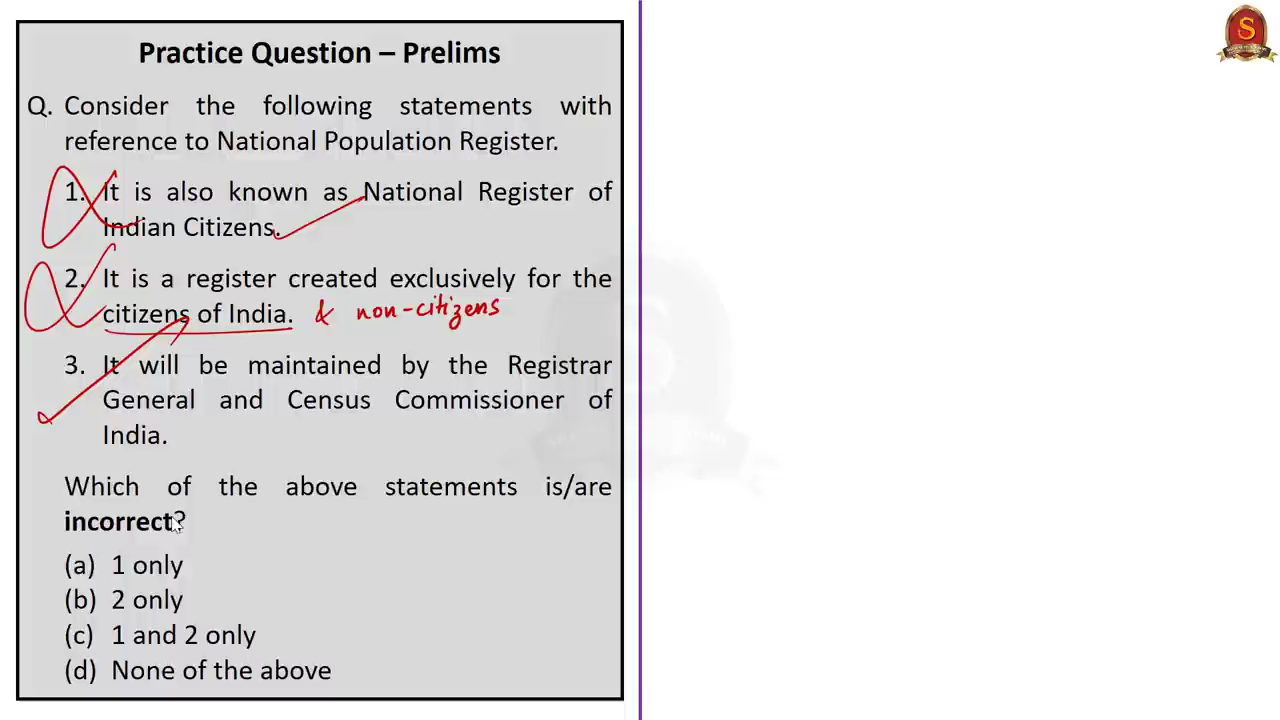 S
Practice Question – Prelims
Q. Consider the following statements with
reference to National Population Register.
1. It is also known as National Register of
Indian Citizens.
2. It is a register created exclusively for the
citizens of India. & non-citizens
3. It will be maintained by the Registrar
General and Census Commissioner of
India.
Which of the above statements is/are
incorrect?
(a) 1 only
(b) 2 only
(c) 1 and 2 only
(d) None of the above